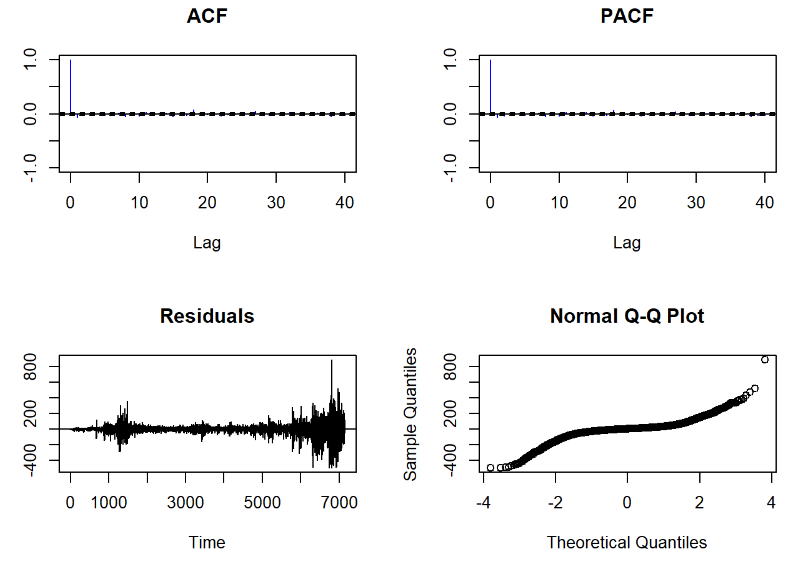 ACF
1.0
0.0
-1.0
0 10 20 30 40
Lag
PACF
1.0
0.0
-1.0
0 10 20 30 40
Lag
Residuals
800
200
-400
0 1000 3000 5000 7000
Time
Normal Q-Q Plot
Sample Quantiles
800
200
-400
-4 -2 0 2 4
Theoretical Quantiles